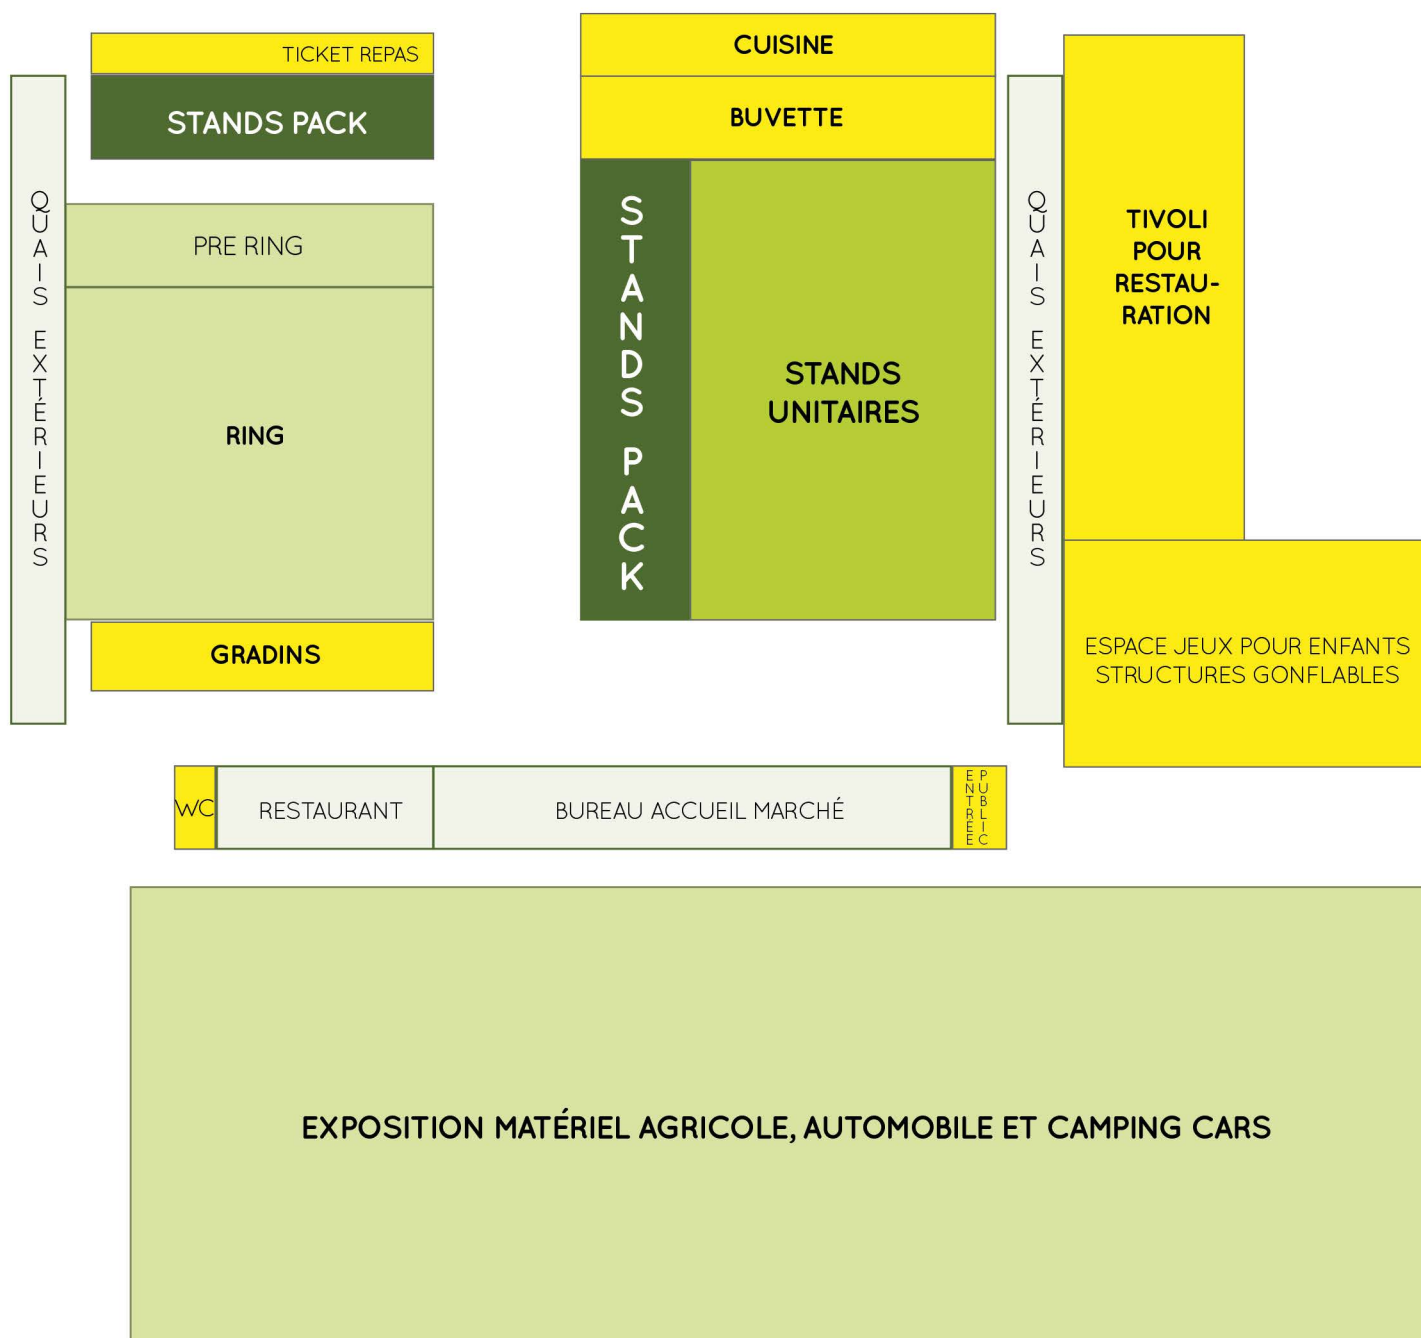 TICKET REPAS
STANDS PACK
QUAIS EXTÉRIEURS
PRE RING
RING
GRADINS
CUISINE
BUVETTE
STANDS PACK
STANDS
UNITAIRES
QUAIS EXTÉRIEURS
TIVOLI
POUR
RESTAU-
RATION
ESPACE JEUX POUR ENFANTS
STRUCTURES GONFLABLES
WC
RESTAURANT
BUREAU ACCUEIL MARCHÉ
ENTRÉE
PUBLIC
EXPOSITION MATÉRIEL AGRICOLE, AUTOMOBILE ET CAMPING CARS